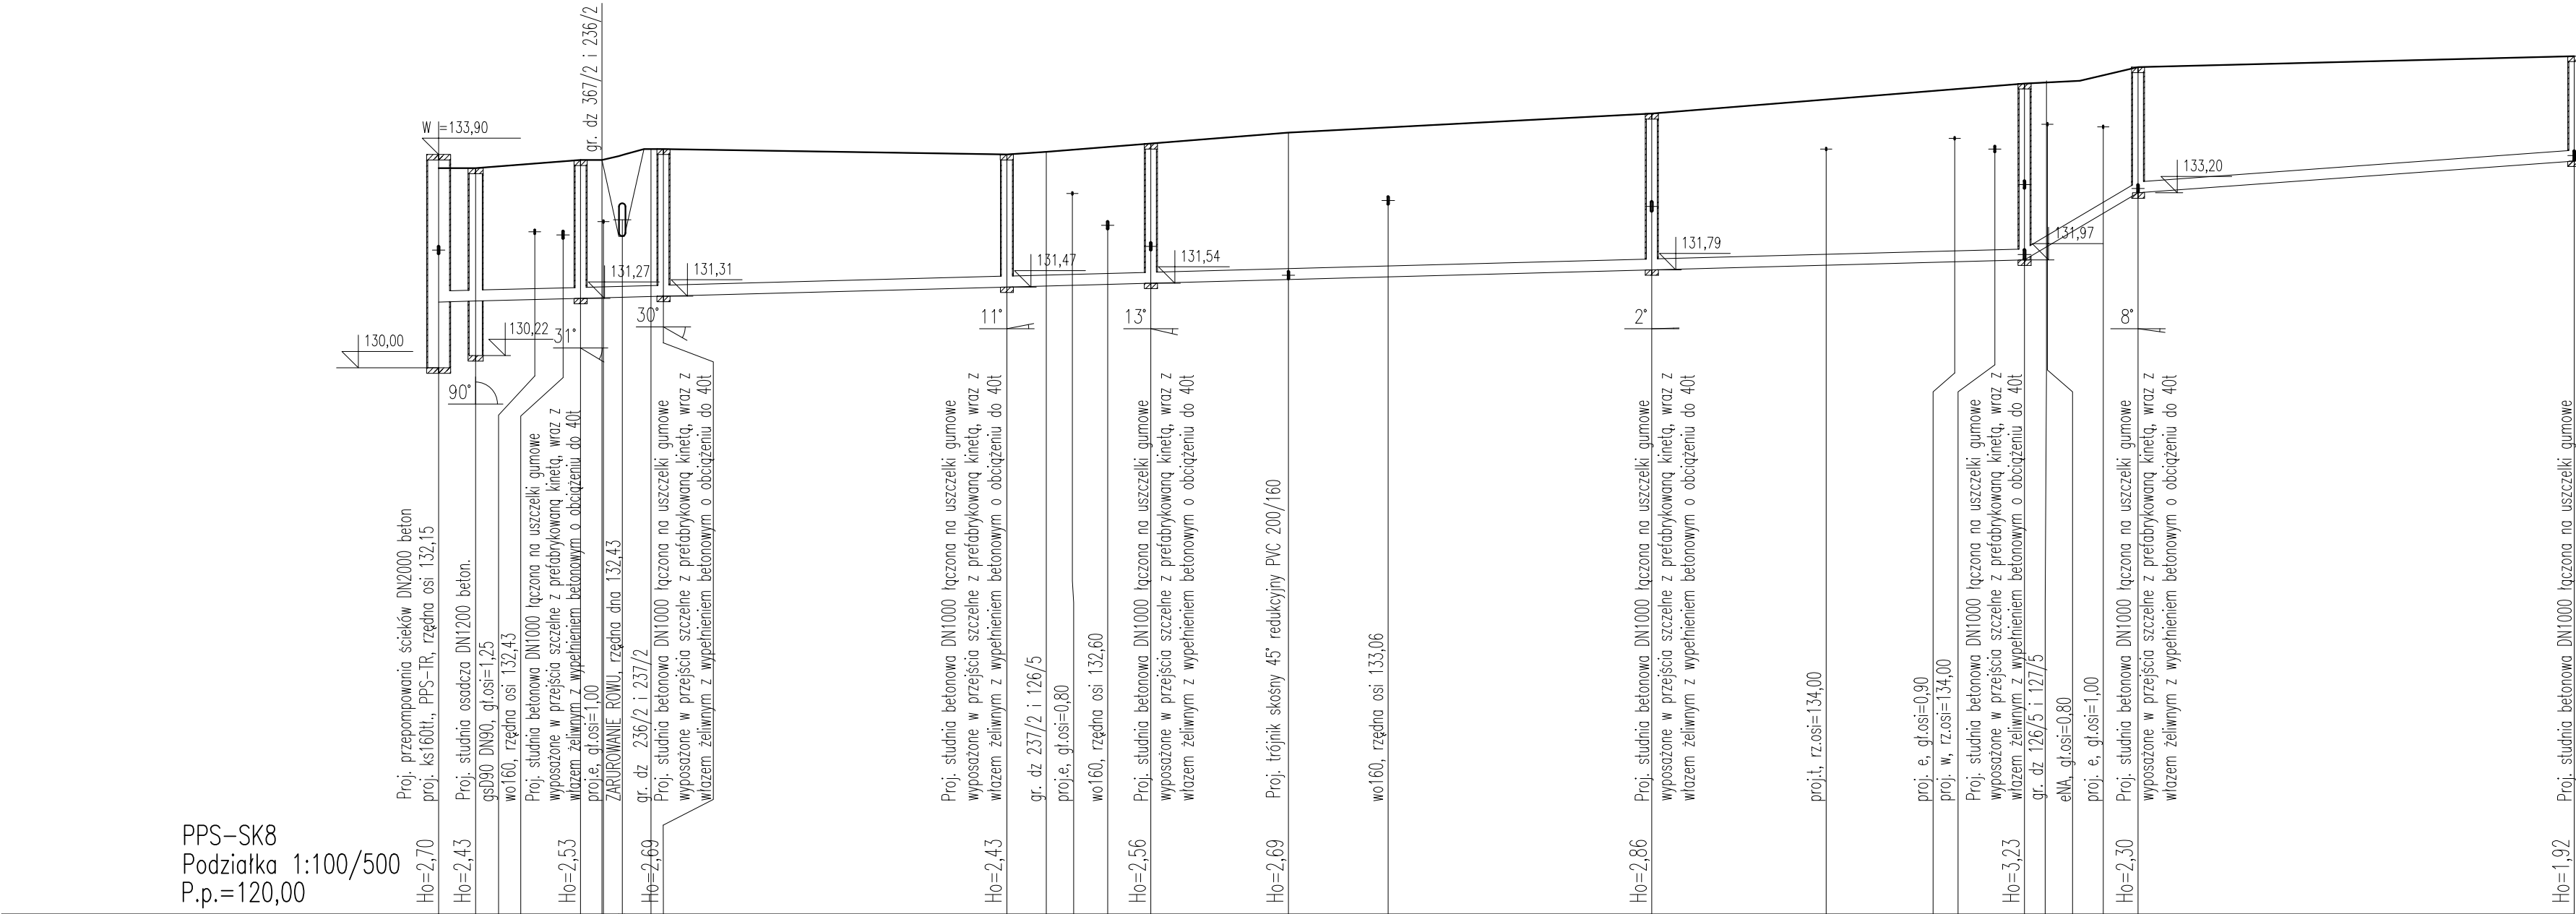 gr. dz 367/2 i 236/2
W =133,90
133,20
131,97
131,79
131,54
131,47
131,31
131,27
130,22
130,00
90°
31°
30°
11°
13°
2°
8°
Proj. przepompowania ścieków DN2000 beton
proj. ks160tł., PPS-TR, rzędna osi 132,15
Proj. studnia osadcza DN1200 beton.
gsD90 DN90, gł.osi=1,25
wo160, rzędna osi 132,43
Proj. studnia betonowa DN1000 łączona na uszczelki gumowe
wyposażone w przejścia szczelne z prefabrykowaną kinetą, wraz z
włazem żeliwnym z wypełnieniem betonowym o obciążeniu do 40t
proj.e, gł.osi=1,00
ZARUROWANIE ROWU, rzędna dna 132,43
gr. dz 236/2 i 237/2
Proj. studnia betonowa DN1000 łączona na uszczelki gumowe
wyposażone w przejścia szczelne z prefabrykowaną kinetą, wraz z
włazem żeliwnym z wypełnieniem betonowym o obciążeniu do 40t
Proj. studnia betonowa DN1000 łączona na uszczelki gumowe
wyposażone w przejścia szczelne z prefabrykowaną kinetą, wraz z
włazem żeliwnym z wypełnieniem betonowym o obciążeniu do 40t
gr. dz 237/2 i 126/5
proj.e, gł.osi=0,80
wo160, rzędna osi 132,60
Proj. studnia betonowa DN1000 łączona na uszczelki gumowe
wyposażone w przejścia szczelne z prefabrykowaną kinetą, wraz z
włazem żeliwnym z wypełnieniem betonowym o obciążeniu do 40t
Proj. trójnik skośny 45° redukcyjny PVC 200/160
wo160, rzędna osi 133,06
Proj. studnia betonowa DN1000 łączona na uszczelki gumowe
wyposażone w przejścia szczelne z prefabrykowaną kinetą, wraz z
włazem żeliwnym z wypełnieniem betonowym o obciążeniu do 40t
proj.t, rz.osi=134,00
proj. e, gł.osi=0,90
proj. w, rz.osi=134,00
Proj. studnia betonowa DN1000 łączona na uszczelki gumowe
wyposażone w przejścia szczelne z prefabrykowaną kinetą, wraz z
włazem żeliwnym z wypełnieniem betonowym o obciążeniu do 40t
gr. dz 126/5 i 127/5
eNA, gł.osi=0,80
proj. e, gł.osi=1,00
Proj. studnia betonowa DN1000 łączona na uszczelki gumowe
wyposażone w przejścia szczelne z prefabrykowaną kinetą, wraz z
włazem żeliwnym z wypełnieniem betonowym o obciążeniu do 40t
Proj. studnia betonowa DN1000 łączona na uszczelki gumowe
PPS-SK8
Podziałka 1:100/500
P.p.=120,00
Ho=2,70
Ho=2,43
Ho=2,53
Ho=2,69
Ho=2,43
Ho=2,56
Ho=2,69
Ho=2,86
Ho=3,23
Ho=2,30
Ho=1,92